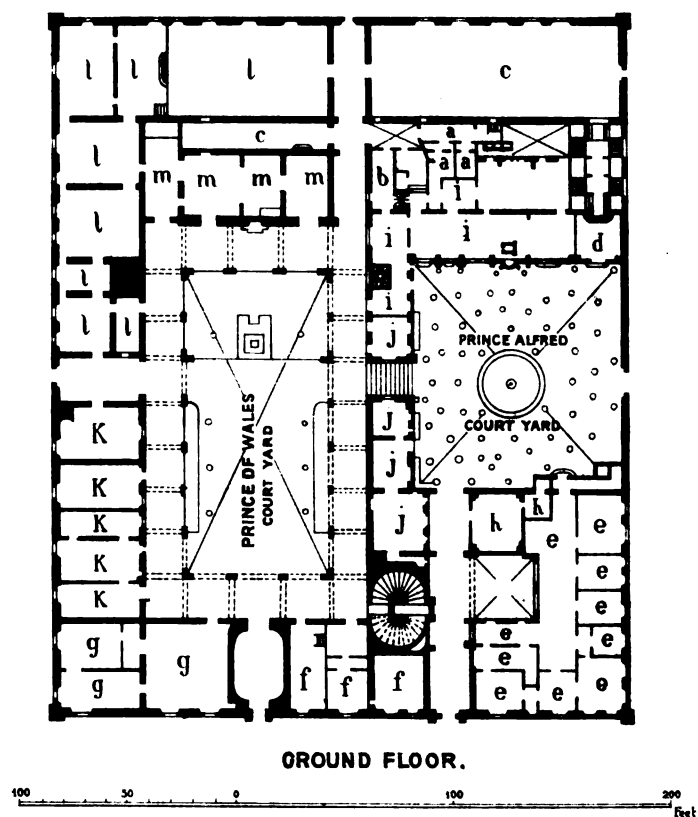 l l l c
c a
l m m m m b a a
i
l i i d
l i
l l j
PRINCE ALFRED
COURT YARD
J
K j
PRINCE OF WALES
COURT YARD
K J h h e e
K
K e
K e
g g f f f e e
g e
e e e
GROUND FLOOR.
100 50 0 100 200
Feet